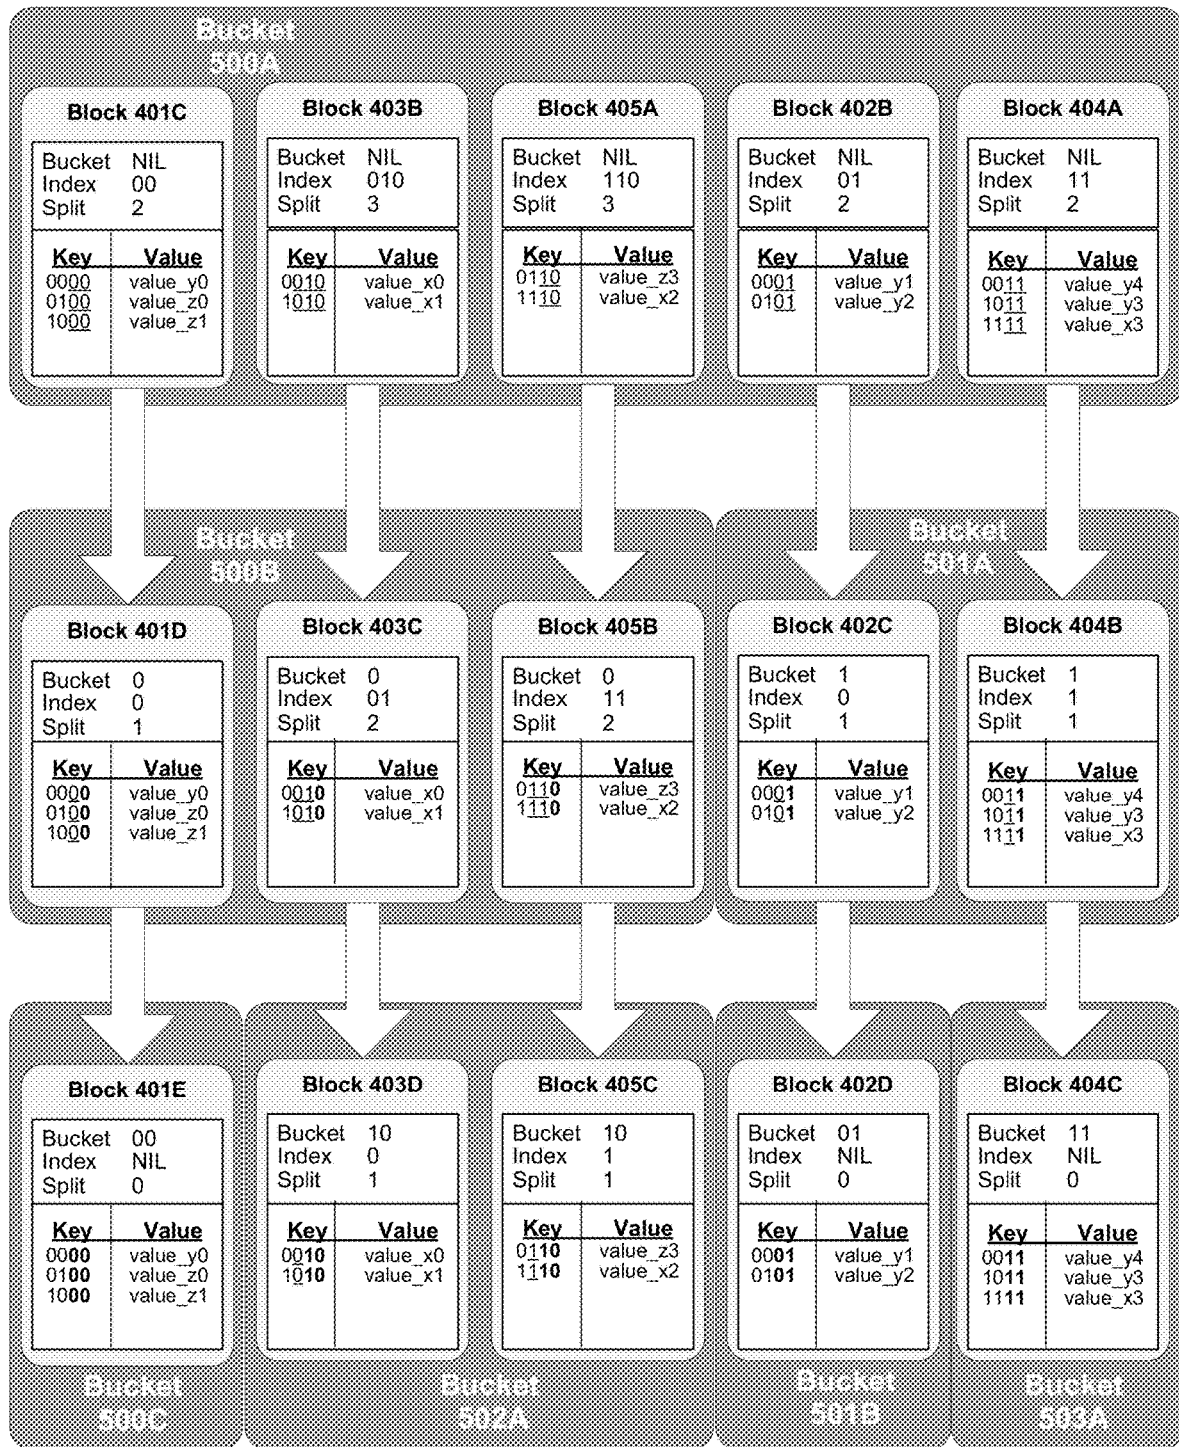 Bucket
500A
Block 401C
Bucket NIL
Index 00
Split 2
Key Value
0000 value_y0
0100 value_z0
1000 value_z1
Block 403B
Bucket NIL
Index 010
Split 3
Key Value
0010 value_x0
1010 value_x1
Block 405A
Bucket NIL
Index 110
Split 3
Key Value
0110 value_z3
1110 value_x2
Block 402B
Bucket NIL
Index 01
Split 2
Key Value
0001 value_y1
0101 value_y2
Block 404A
Bucket NIL
Index 11
Split 2
Key Value
0011 value_y4
1011 value_y3
1111 value_x3
Bucket
500B
Block 401D
Bucket 0
Index 0
Split 1
Key Value
0000 value_y0
0100 value_z0
1000 value_z1
Block 403C
Bucket 0
Index 01
Split 2
Key Value
0010 value_x0
1010 value_x1
Block 405B
Bucket 0
Index 11
Split 2
Key Value
0110 value_z3
1110 value_x2
Bucket
501A
Block 402C
Bucket 1
Index 0
Split 1
Key Value
0001 value_y1
0101 value_y2
Block 404B
Bucket 1
Index 1
Split 1
Key Value
0011 value_y4
1011 value_y3
1111 value_x3
Block 401E
Bucket 00
Index NIL
Split 0
Key Value
0000 value_y0
0100 value_z0
1000 value_z1
Bucket
500C
Block 403D
Bucket 10
Index 0
Split 1
Key Value
0010 value_x0
1010 value_x1
Block 405C
Bucket 10
Index 1
Split 1
Key Value
0110 value_z3
1110 value_x2
Bucket
502A
Block 402D
Bucket 01
Index NIL
Split 0
Key Value
0001 value_y1
0101 value_y2
Bucket
501B
Block 404C
Bucket 11
Index NIL
Split 0
Key Value
0011 value_y4
1011 value_y3
1111 value_x3
Bucket
503A